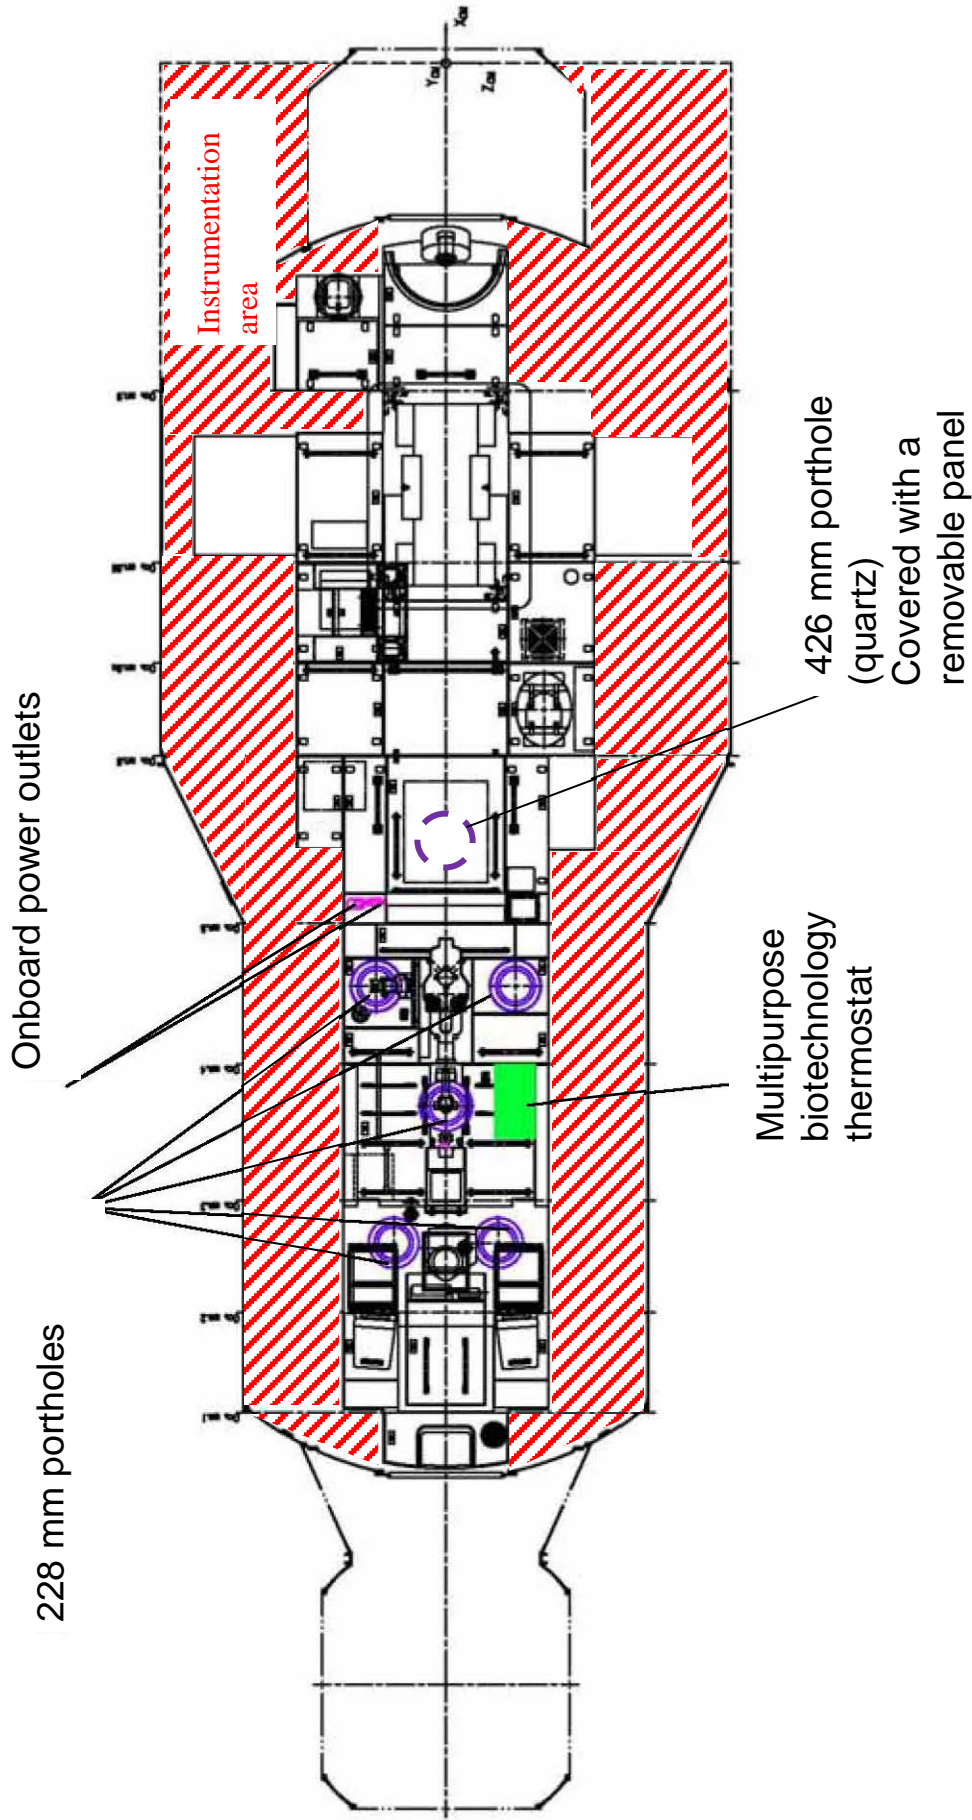 228 mm portholes
Onboard power outlets
Instrumentation
area
Multipurpose
biotechnology
thermostat
426 mm porthole
(quartz)
Covered with a
removable panel